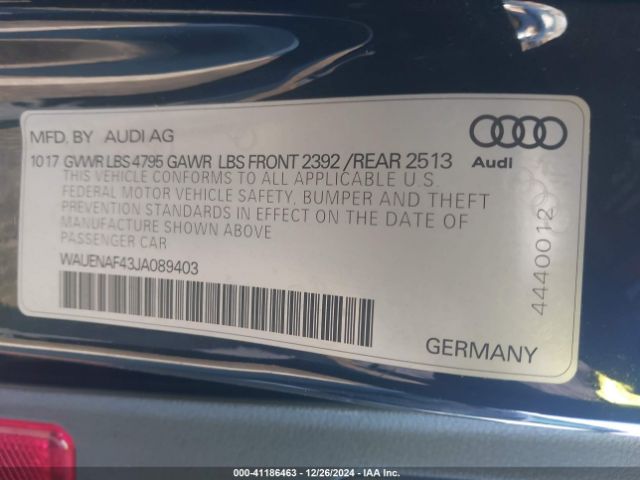 MFD. BY AUDI AG
10 17 GVWR LBS 4795 GAWR LBS FRONT 2392 /REAR 2513
THIS VEHICLE CONFORMS TO ALL APPLICABLE U.S.
FEDERAL MOTOR VEHICLE SAFETY, BUMPER AND THEFT
PREVENTION STANDARDS IN EFFECT ON THE DATE OF
MANUFACTURE SHOWN ABOVE
PASSENGER CAR
WAUENAF43JA089403
Audi
4440012
GERMANY
000-41186463 - 12/26/2024 - IAA Inc.